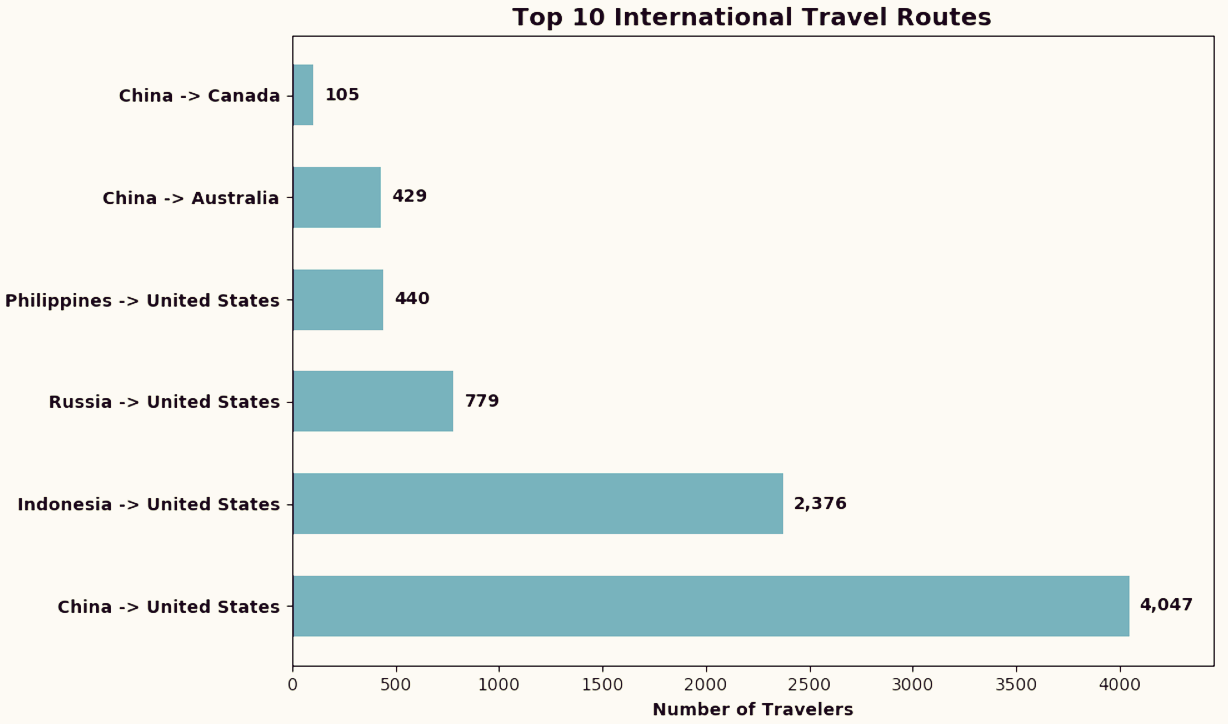 Top 10 International Travel Routes
China -> Canada
105
China -> Australia
429
Philippines -> United States
440
Russia -> United States
779
Indonesia -> United States
2,376
China -> United States
4,047
0 500 1000 1500 2000 2500 3000 3500 4000
Number of Travelers